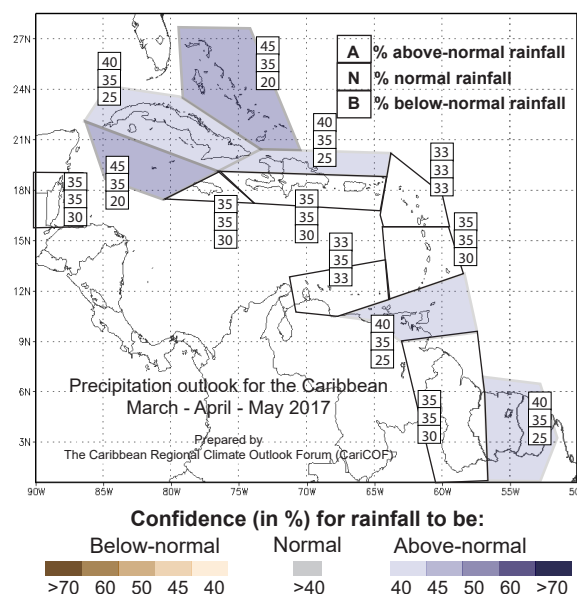 27N
24N
21N
18N
15N
12N
9N
6N
3N
90W
85W
80W
75W
70W
65W
60W
55W
50
A % above-normal rainfall
N % normal rainfall
B % below-normal rainfall
45
35
20
40
35
25
40
35
25
33
33
33
45
35
20
35
35
30
35
35
30
35
35
30
35
35
30
33
35
33
40
35
25
35
35
30
40
35
25
Precipitation outlook for the Caribbean
March - April - May 2017
Prepared by
The Caribbean Regional Climate Outlook Forum (CariCOF)
Confidence (in %) for rainfall to be:
Below-normal Normal Above-normal
>70 60 50 45 40 >40 40 45 50 60 >70